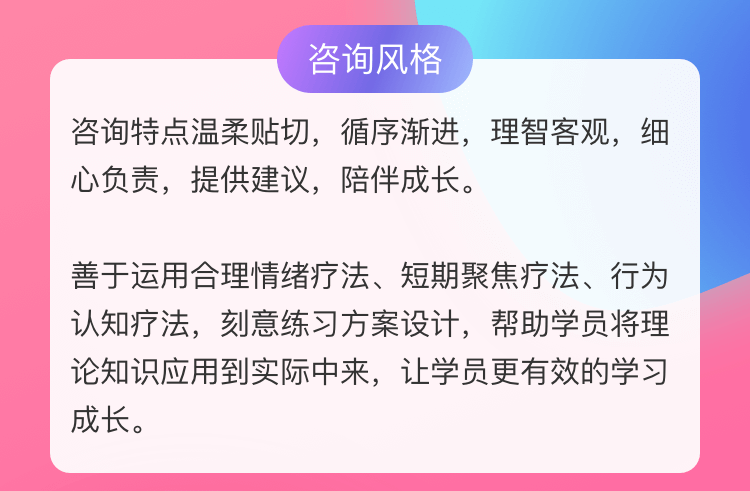 咨询风格
咨询特点温柔贴切，循序渐进，理智客观，细
心负责，提供建议，陪伴成长。
善于运用合理情绪疗法、短期聚焦疗法、行为
认知疗法，刻意练习方案设计，帮助学员将理
论知识应用到实际中来，让学员更有效的学习
成长。